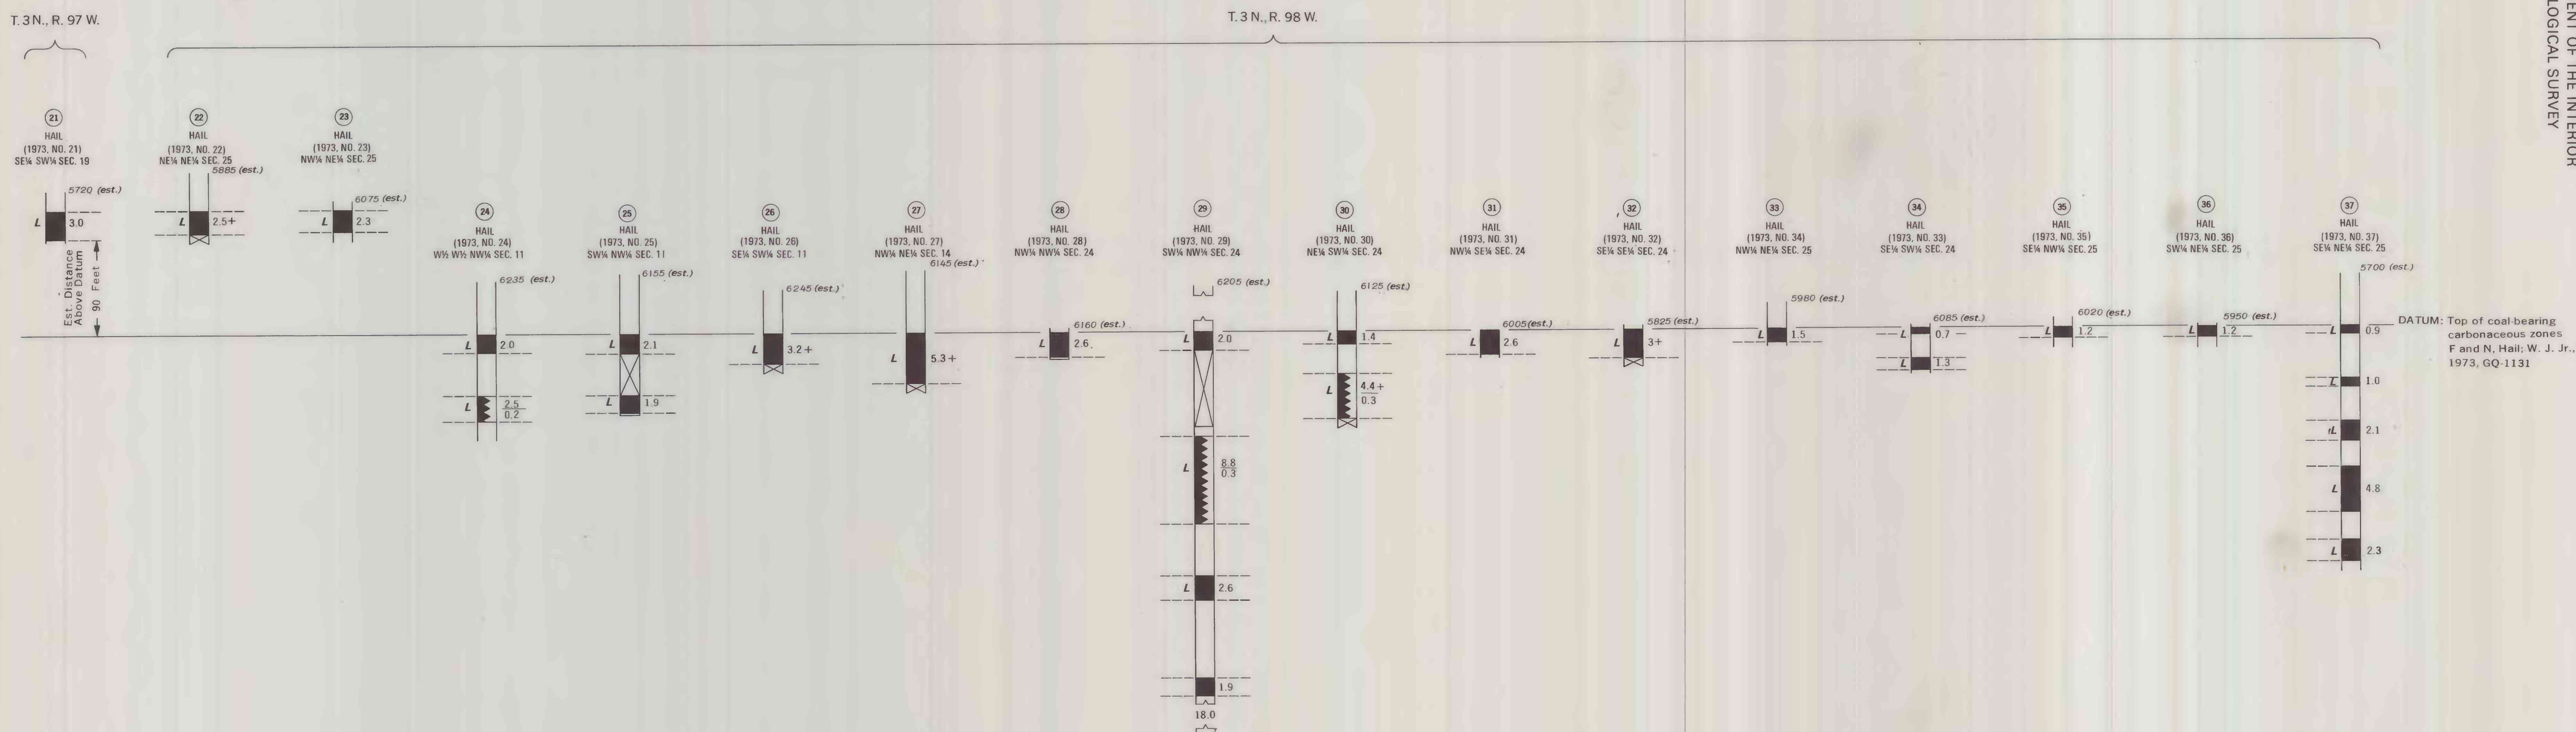 T. 3 N., R. 97 W.
T. 3 N., R. 98 W.
ENT OF THE INTERIOR
LOGICAL SURVEY
21
HAIL
(1973, NO. 21)
SE¼ SW¼ SEC. 19
5720 (est.)
L 3.0
Est. Distance
Above Datum
90 Feet
22
HAIL
(1973, NO. 22)
NE¼ NE¼ SEC. 25
5885 (est.)
L 2.5+
23
HAIL
(1973, NO. 23)
NW¼ NE¼ SEC. 25
6075 (est.)
L 2.3
24
HAIL
(1973, NO. 24)
W½ W½ NW¼ SEC. 11
6235 (est.)
L 2.0
L 2.5
0.2
25
HAIL
(1973, NO. 25)
SW¼ NW¼ SEC. 11
6155 (est.)
L 2.1
L 1.9
26
HAIL
(1973, NO. 26)
SE¼ SW¼ SEC. 11
6245 (est.)
L 3.2+
27
HAIL
(1973, NO. 27)
NW¼ NE¼ SEC. 14
6145 (est.)
L 5.3+
28
HAIL
(1973, NO. 28)
NW¼ NW¼ SEC. 24
6160 (est.)
L 2.6
29
HAIL
(1973, NO. 29)
SW¼ NW¼ SEC. 24
6205 (est.)
L 2.0
L 8.8
0.3
L 2.6
L 1.9
18.0
30
HAIL
(1973, NO. 30)
NE¼ SW¼ SEC. 24
6125 (est.)
L 1.4
L 4.4+
0.3
31
HAIL
(1973, NO. 31)
NW¼ SE¼ SEC. 24
6005 (est.)
L 2.6
32
HAIL
(1973, NO. 32)
SE¼ SE¼ SEC. 24
5825 (est.)
L 3+
33
HAIL
(1973, NO. 34)
NW¼ NE¼ SEC. 25
5980 (est.)
L 1.5
34
HAIL
(1973, NO. 33)
SE¼ SW¼ SEC. 24
6085 (est.)
L 0.7
L 1.3
35
HAIL
(1973, NO. 35)
SE¼ NW¼ SEC. 25
6020 (est.)
L 1.2
36
HAIL
(1973, NO. 36)
SW¼ NE¼ SEC. 25
5950 (est.)
L 1.2
37
HAIL
(1973, NO. 37)
SE¼ NE¼ SEC. 25
5700 (est.)
L 0.9
L 1.0
L 2.1
L 4.8
L 2.3
DATUM: Top of coal-bearing
carbonaceous zones
F and N, Hail; W. J. Jr.,
1973, GQ-1131